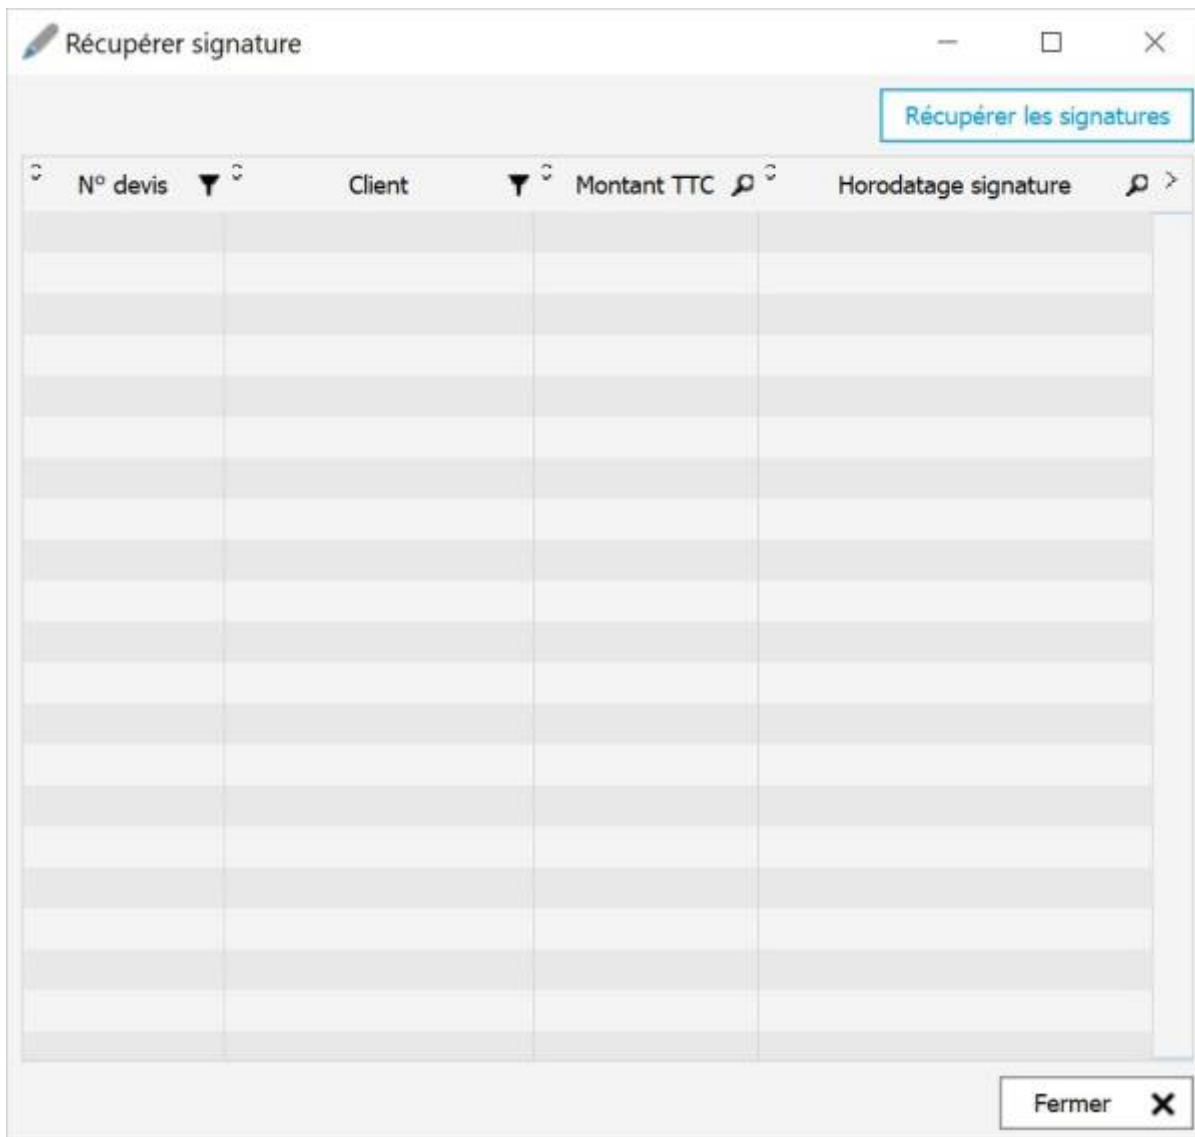 Récupérer signature
Récupérer les signatures
N° devis Client Montant TTC Horodatage signature
Fermer